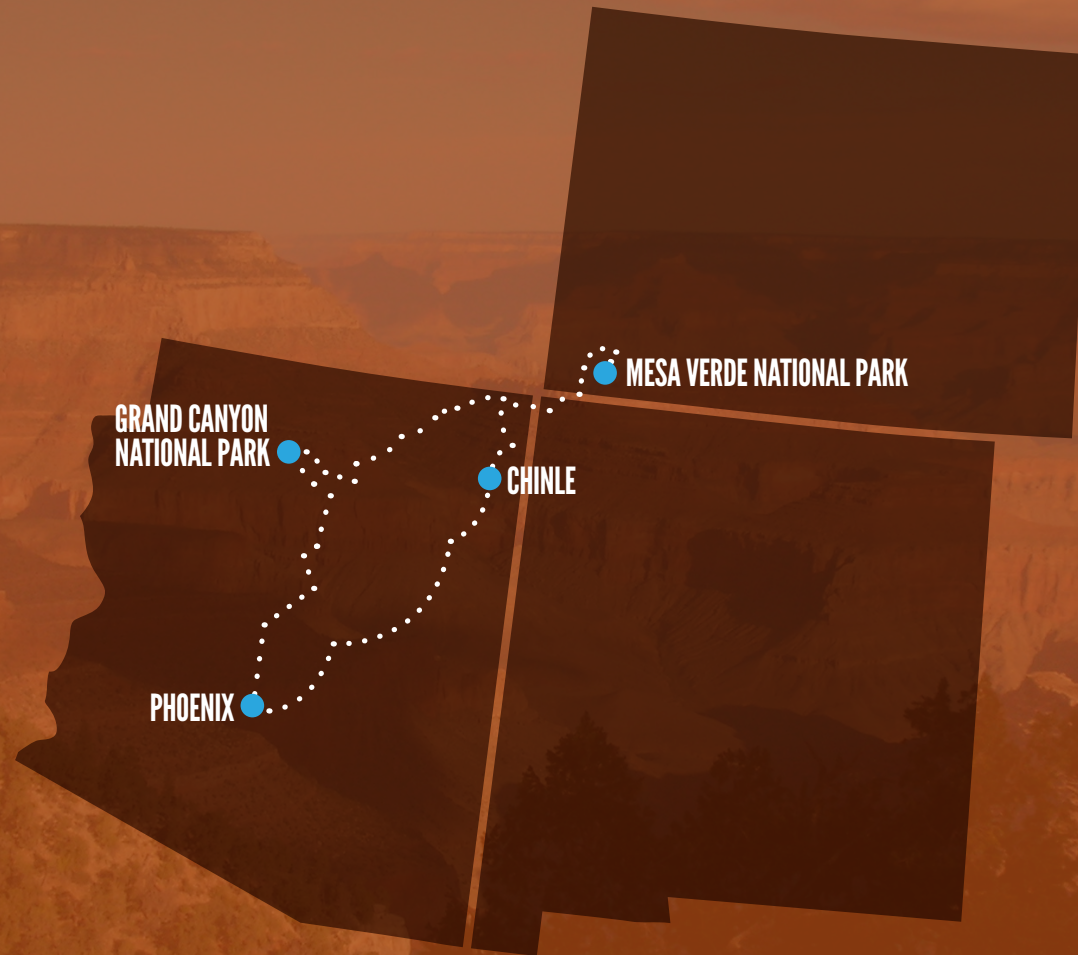 MESA VERDE NATIONAL PARK
GRAND CANYON
NATIONAL PARK
CHINLE
PHOENIX